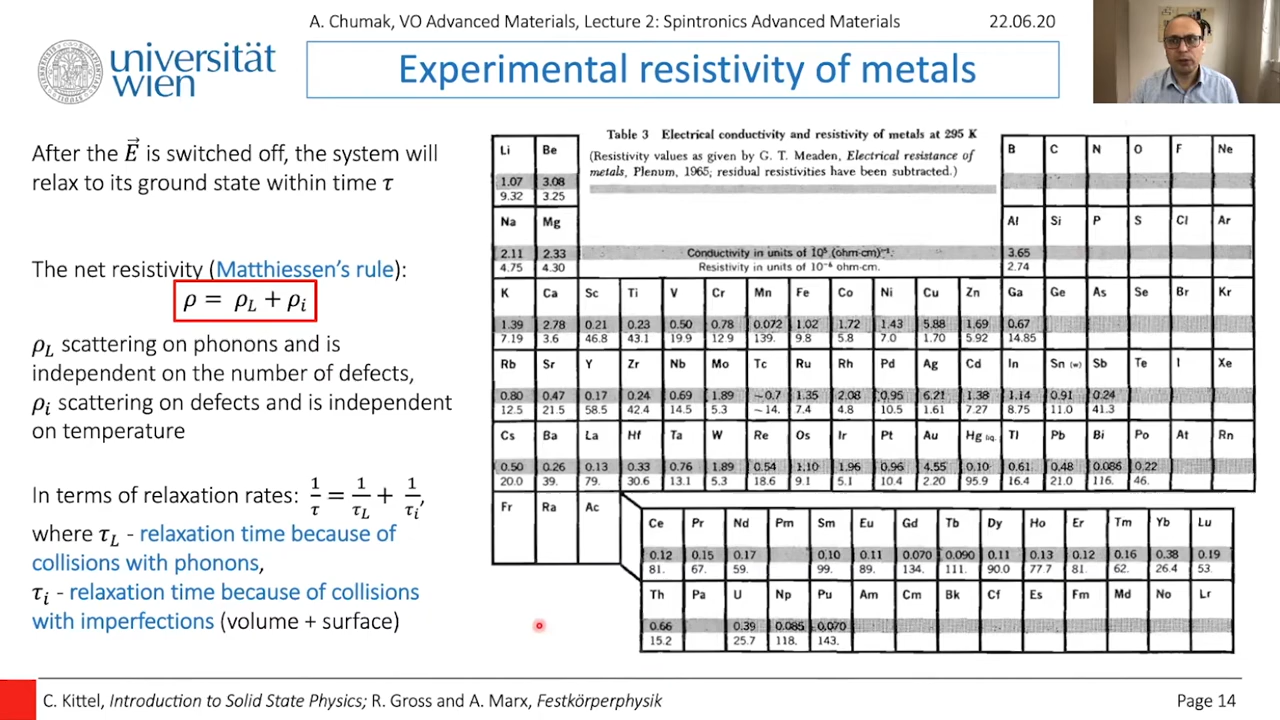 A. Chumak, VO Advanced Materials, Lecture 2: Spintronics Advanced Materials 22.06.20
universität
wien
Experimental resistivity of metals
After the E⃗ is switched off, the system will
relax to its ground state within time τ
The net resistivity (Matthiessen's rule):
ρ = ρL + ρi
ρL scattering on phonons and is
independent on the number of defects,
ρi scattering on defects and is independent
on temperature
In terms of relaxation rates: 1/τ = 1/τL + 1/τi,
where τL - relaxation time because of
collisions with phonons,
τi - relaxation time because of collisions
with imperfections (volume + surface)
Table 3 Electrical conductivity and resistivity of metals at 295 K
(Resistivity values as given by G. T. Meaden, Electrical resistance of
metals, Plenum, 1965; residual resistivities have been subtracted.)
Li Be B C N O F Ne
1.07 3.08
9.32 3.25
Na Mg Al Si P S Cl Ar
2.11 2.33 Conductivity in units of 10⁵ (ohm-cm)⁻¹. 3.65
4.75 4.30 Resistivity in units of 10⁻⁶ ohm-cm. 2.74
K Ca Sc Ti V Cr Mn Fe Co Ni Cu Zn Ga Ge As Se Br Kr
1.39 2.78 0.21 0.23 0.50 0.78 0.072 1.02 1.72 1.43 5.88 1.69 0.67
7.19 3.6 46.8 43.1 19.9 12.9 139. 9.8 5.8 7.0 1.70 5.92 14.85
Rb Sr Y Zr Nb Mo Tc Ru Rh Pd Ag Cd In Sn (w) Sb Te I Xe
0.80 0.47 0.17 0.24 0.69 1.89 ~0.7 1.35 2.08 0.95 6.21 1.38 1.14 0.91 0.24
12.5 21.5 58.5 42.4 14.5 5.3 ~14. 7.4 4.8 10.5 1.61 7.27 8.75 11.0 41.3
Cs Ba La Hf Ta W Re Os Ir Pt Au Hg liq. Tl Pb Bi Po At Rn
0.50 0.26 0.13 0.33 0.76 1.89 0.54 1.10 1.96 0.96 4.55 0.10 0.61 0.48 0.086 0.22
20.0 39. 79. 30.6 13.1 5.3 18.6 9.1 5.1 10.4 2.20 95.9 16.4 21.0 116. 46.
Fr Ra Ac
Ce Pr Nd Pm Sm Eu Gd Tb Dy Ho Er Tm Yb Lu
0.12 0.15 0.17 0.10 0.11 0.070 0.090 0.11 0.13 0.12 0.16 0.38 0.19
81. 67. 59. 99. 89. 134. 111. 90.0 77.7 81. 62. 26.4 53.
Th Pa U Np Pu Am Cm Bk Cf Es Fm Md No Lr
0.66 0.39 0.085 0.070
15.2 25.7 118. 143.
C. Kittel, Introduction to Solid State Physics; R. Gross and A. Marx, Festkörperphysik
Page 14